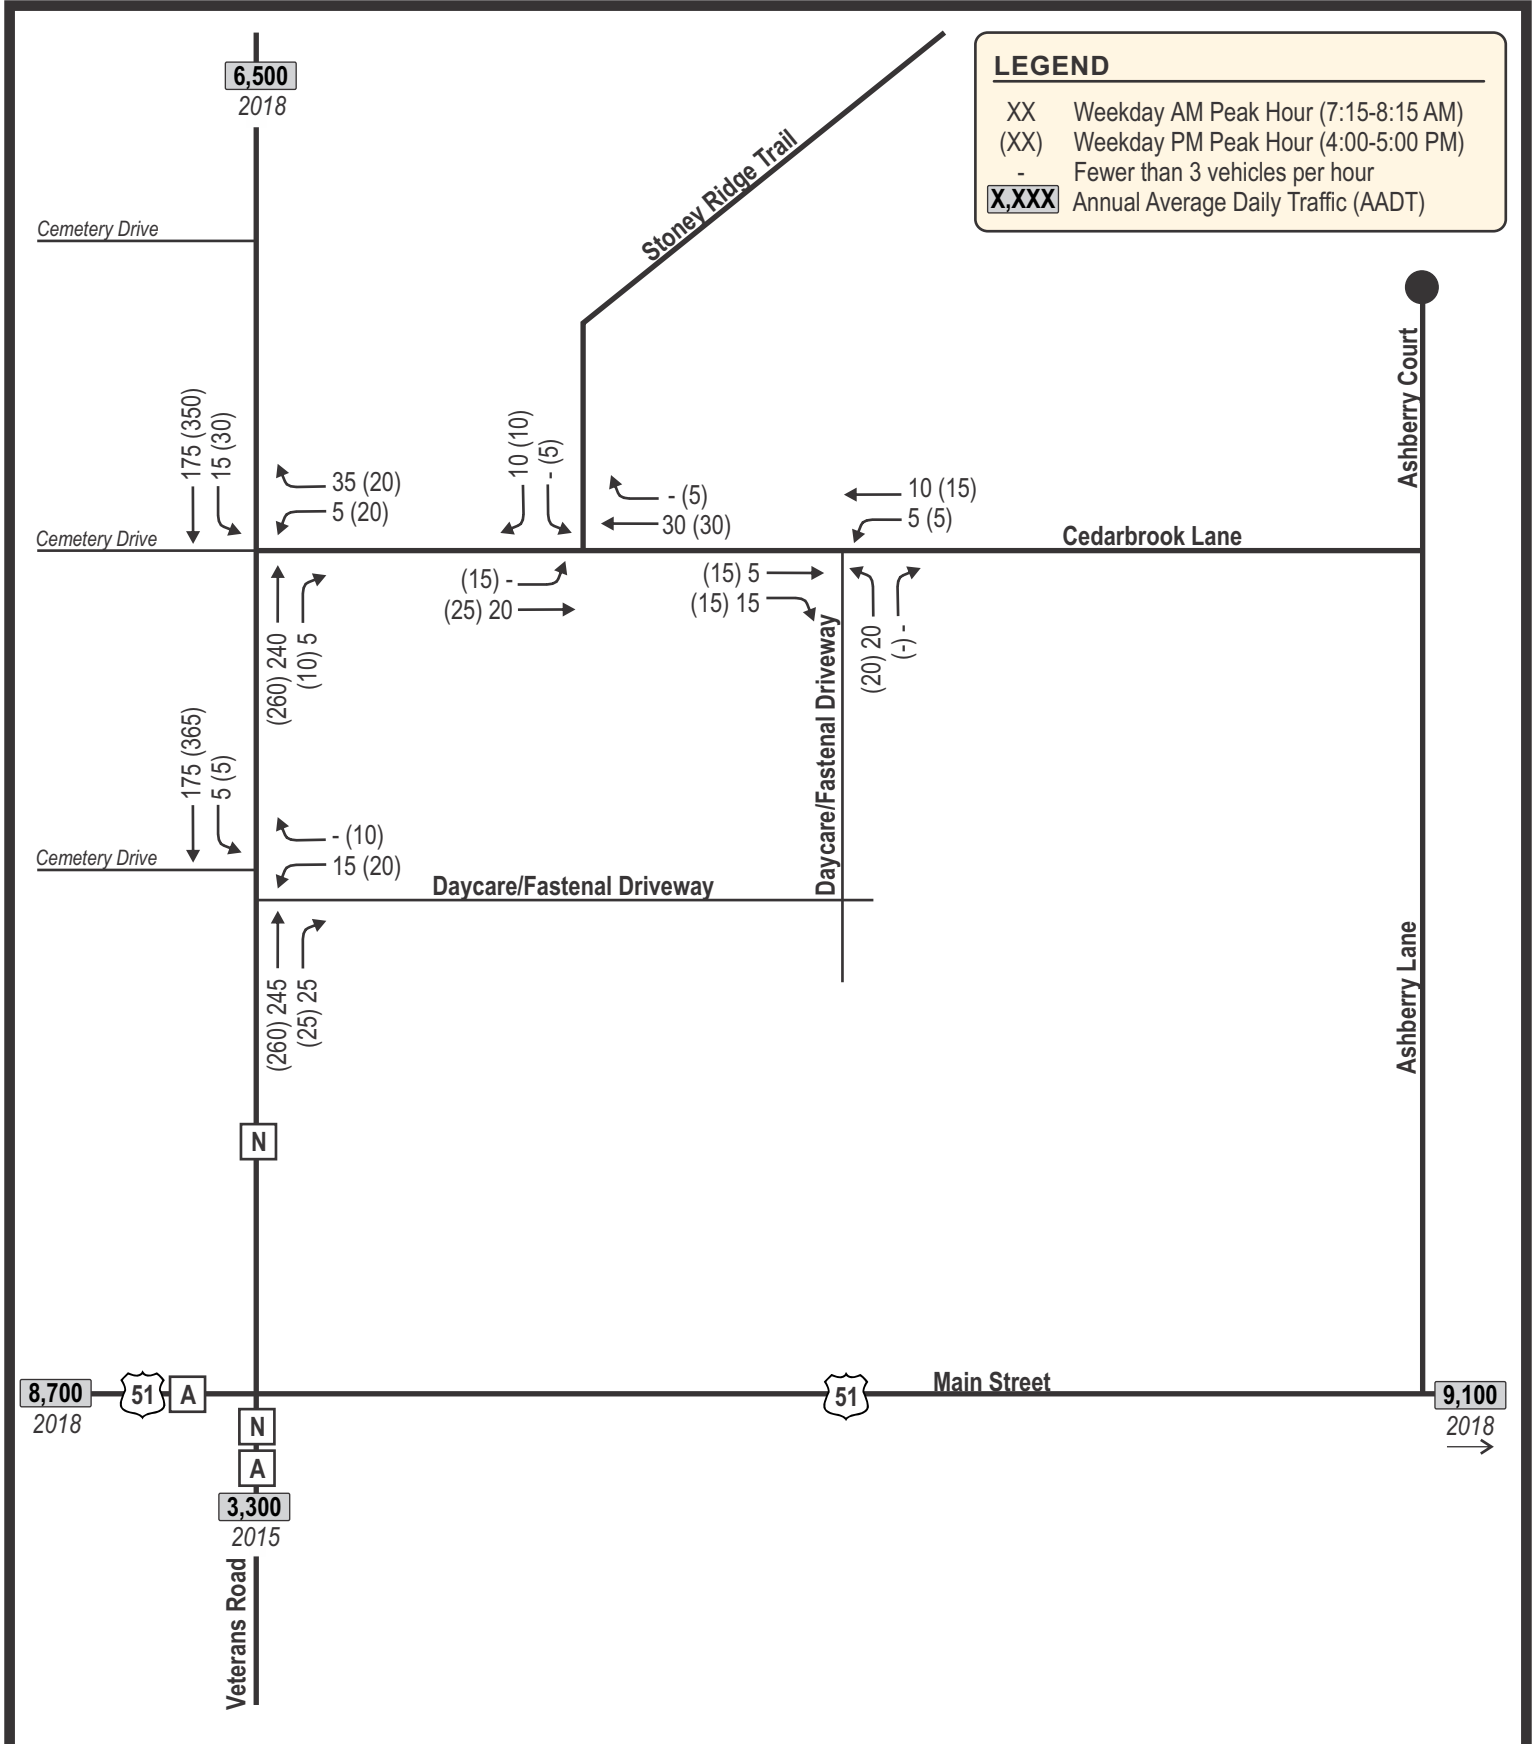 6,500
2018
LEGEND
XX Weekday AM Peak Hour (7:15-8:15 AM)
(XX) Weekday PM Peak Hour (4:00-5:00 PM)
- Fewer than 3 vehicles per hour
X,XXX Annual Average Daily Traffic (AADT)
Stoney Ridge Trail
Cemetery Drive
Ashberry Court
175 (350)
15 (30)
35 (20)
5 (20)
10 (10)
- (5)
- (5)
30 (30)
10 (15)
5 (5)
Cemetery Drive
Cedarbrook Lane
(260) 240
(10) 5
(15) -
(25) 20
(15) 5
(15) 15
(20) 20
(-) -
Daycare/Fastenal Driveway
175 (365)
5 (5)
- (10)
15 (20)
Cemetery Drive
Daycare/Fastenal Driveway
(260) 245
(25) 25
Ashberry Lane
N
8,700
2018
51
A
51
Main Street
9,100
2018
N
A
3,300
2015
Veterans Road